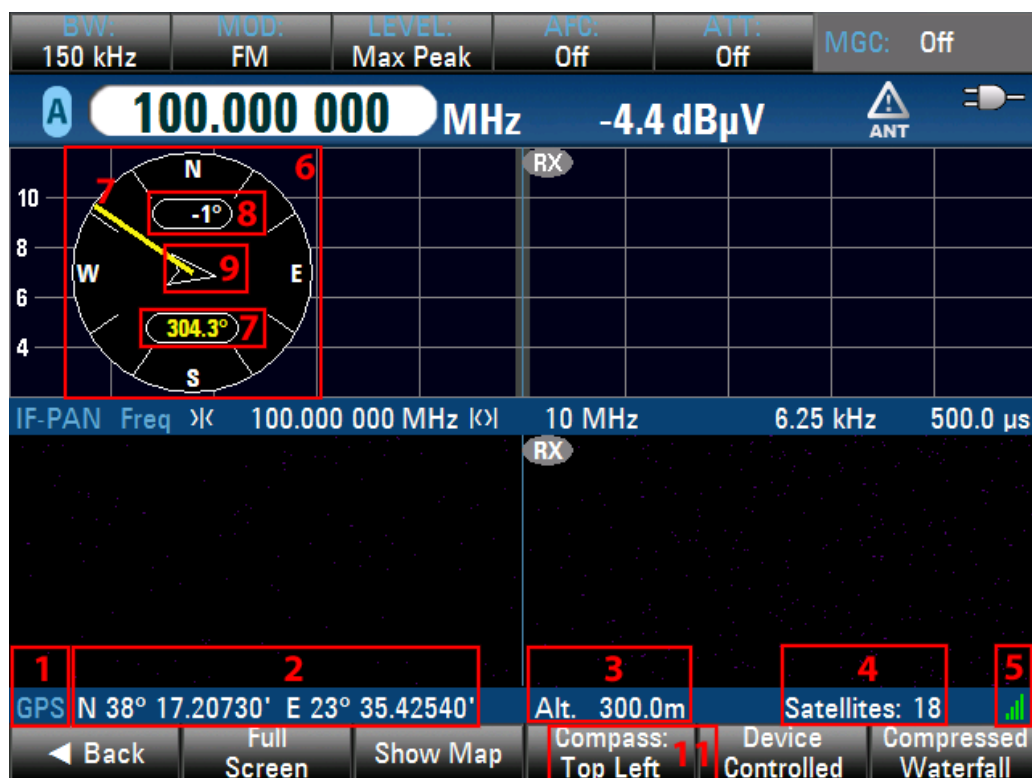 BW: MOD: LEVEL: AFC: ATT: MGC: Off
150 kHz FM Max Peak Off Off
A 100.000 000 MHz -4.4 dBµV ANT
RX
N 6
7
10
-1° 8
8
W 9 E
6
304.3° 7
4
S
IF-PAN Freq 100.000 000 MHz 10 MHz 6.25 kHz 500.0 µs
RX
1 2 3 4 5
GPS N 38° 17.20730' E 23° 35.42540' Alt. 300.0m Satellites: 18
◀ Back Full Screen Show Map Compass: Top Left 11 Device Controlled Compressed Waterfall